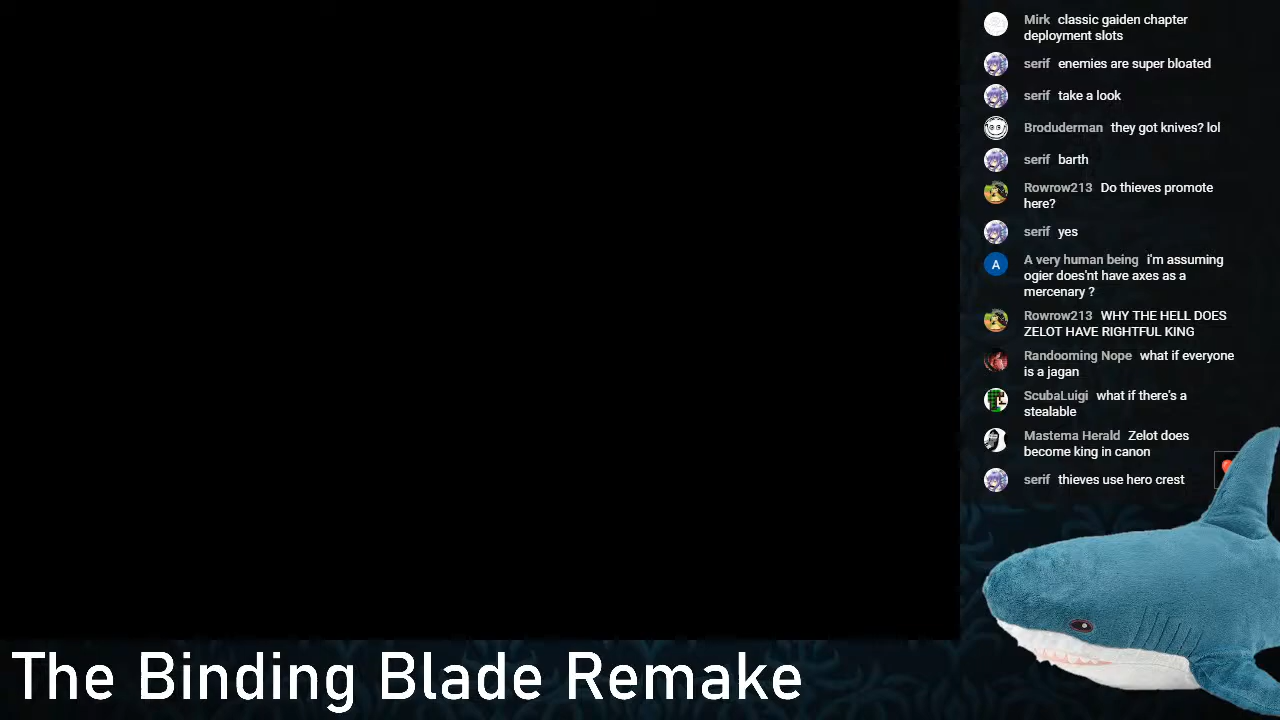 Mirk classic gaiden chapter
deployment slots
serif enemies are super bloated
serif take a look
Broduderman they got knives? lol
serif barth
Rowrow213 Do thieves promote
here?
serif yes
A
A very human being i'm assuming
ogier does'nt have axes as a
mercenary ?
Rowrow213 WHY THE HELL DOES
ZELOT HAVE RIGHTFUL KING
Randooming Nope what if everyone
is a jagan
ScubaLuigi what if there's a
stealable
Mastema Herald Zelot does
become king in canon
serif thieves use hero crest
The Binding Blade Remake